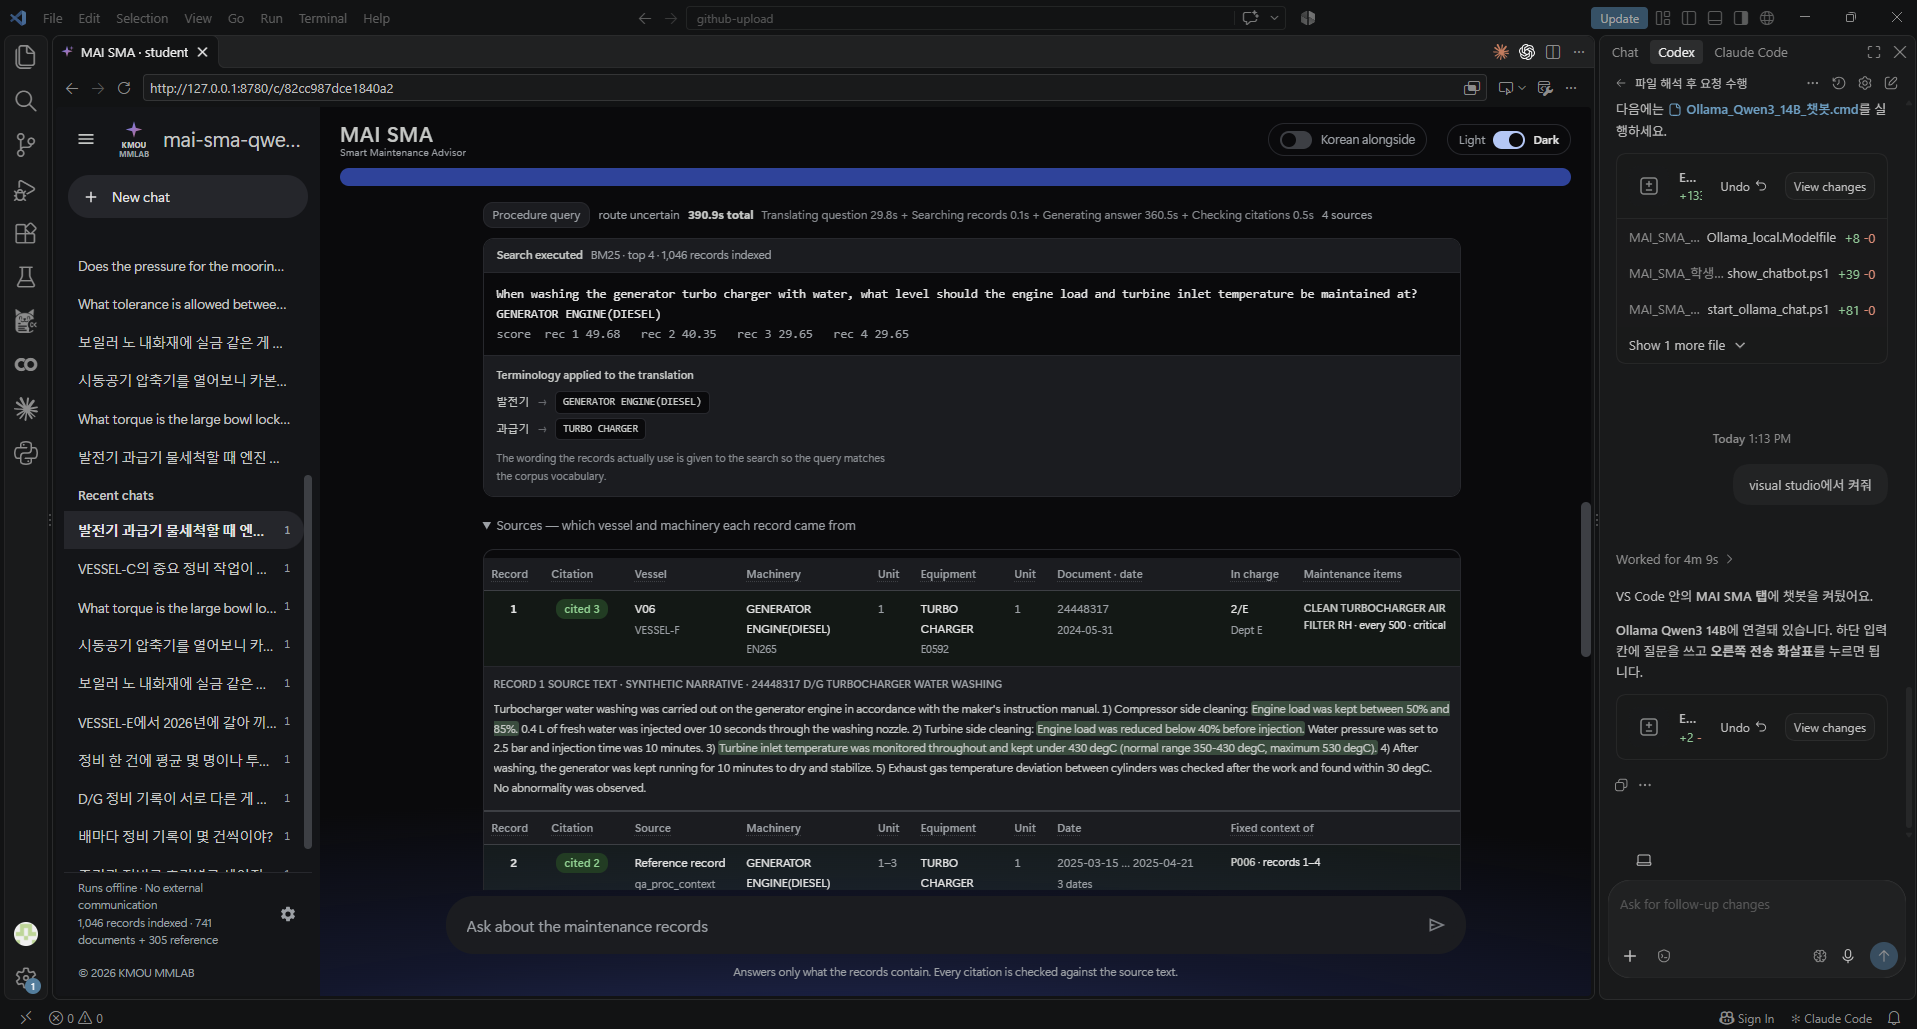 File Edit Selection View Go Run Terminal Help
github-upload
Update
MAI SMA · student
http://127.0.0.1:8780/c/82cc987dce1840a2
KMOU
MMLAB
mai-sma-qwe...
New chat
Does the pressure for the moorin...
What tolerance is allowed betwee...
보일러 노 내화재에 실금 같은 게 ...
시동공기 압축기를 열어보니 카본...
What torque is the large bowl lock...
발전기 과급기 물세척할 때 엔진 ...
Recent chats
발전기 과급기 물세척할 때 엔... 1
VESSEL-C의 중요 정비 작업이 ... 1
What torque is the large bowl lo... 1
시동공기 압축기를 열어보니 카... 1
보일러 노 내화재에 실금 같은 ... 1
VESSEL-E에서 2026년에 갈아 끼... 1
정비 한 건에 평균 몇 명이나 투... 1
D/G 정비 기록이 서로 다른 게 ... 1
배마다 정비 기록이 몇 건씩이야? 1
Runs offline · No external
communication
1,046 records indexed · 741
documents + 305 reference
© 2026 KMOU MMLAB
MAI SMA
Smart Maintenance Advisor
Korean alongside
Light Dark
Procedure query route uncertain 390.9s total Translating question 29.8s + Searching records 0.1s + Generating answer 360.5s + Checking citations 0.5s 4 sources
Search executed BM25 · top 4 · 1,046 records indexed
When washing the generator turbo charger with water, what level should the engine load and turbine inlet temperature be maintained at?
GENERATOR ENGINE(DIESEL)
score rec 1 49.68 rec 2 40.35 rec 3 29.65 rec 4 29.65
Terminology applied to the translation
발전기 → GENERATOR ENGINE(DIESEL)
과급기 → TURBO CHARGER
The wording the records actually use is given to the search so the query matches
the corpus vocabulary.
▼ Sources — which vessel and machinery each record came from
Record Citation Vessel Machinery Unit Equipment Unit Document · date In charge Maintenance items
1 cited 3 V06 GENERATOR 1 TURBO 1 24448317 2/E CLEAN TURBOCHARGER AIR
VESSEL-F ENGINE(DIESEL) CHARGER 2024-05-31 Dept E FILTER RH · every 500 · critical
EN265 E0592
RECORD 1 SOURCE TEXT · SYNTHETIC NARRATIVE · 24448317 D/G TURBOCHARGER WATER WASHING
Turbocharger water washing was carried out on the generator engine in accordance with the maker's instruction manual. 1) Compressor side cleaning: Engine load was kept between 50% and
85%. 0.4 L of fresh water was injected over 10 seconds through the washing nozzle. 2) Turbine side cleaning: Engine load was reduced below 40% before injection. Water pressure was set to
2.5 bar and injection time was 10 minutes. 3) Turbine inlet temperature was monitored throughout and kept under 430 degC (normal range 350-430 degC, maximum 530 degC). 4) After
washing, the generator was kept running for 10 minutes to dry and stabilize. 5) Exhaust gas temperature deviation between cylinders was checked after the work and found within 30 degC.
No abnormality was observed.
Record Citation Source Machinery Unit Equipment Unit Date Fixed context of
2 cited 2 Reference record GENERATOR 1–3 TURBO 1 2025-03-15 ... 2025-04-21 P006 · records 1–4
qa_proc_context ENGINE(DIESEL) CHARGER 3 dates
Ask about the maintenance records
Answers only what the records contain. Every citation is checked against the source text.
Chat Codex Claude Code
파일 해석 후 요청 수행
다음에는 Ollama_Qwen3_14B_챗봇.cmd를 실
행하세요.
E... Undo View changes
MAI_SMA_... Ollama_local.Modelfile +8 -0
MAI_SMA_学생... show_chatbot.ps1 +39 -0
MAI_SMA_... start_ollama_chat.ps1 +81 -0
Show 1 more file
Today 1:13 PM
visual studio에서 켜줘
Worked for 4m 9s
VS Code 안의 MAI SMA 탭에 챗봇을 켜뒀어요.
Ollama Qwen3 14B에 연결돼 있습니다. 하단 입력
칸에 질문을 쓰고 오른쪽 전송 화살표를 누르면 됩
니다.
E... Undo View changes
+2 -
Ask for follow-up changes
1
0 0
Sign In Claude Code